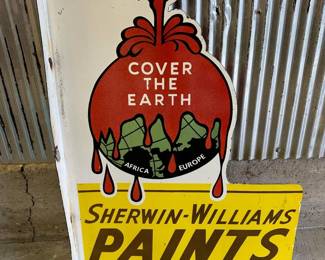 COVER
THE
EARTH
AFRICA EUROPE
SHERWIN-WILLIAMS
PAINTS